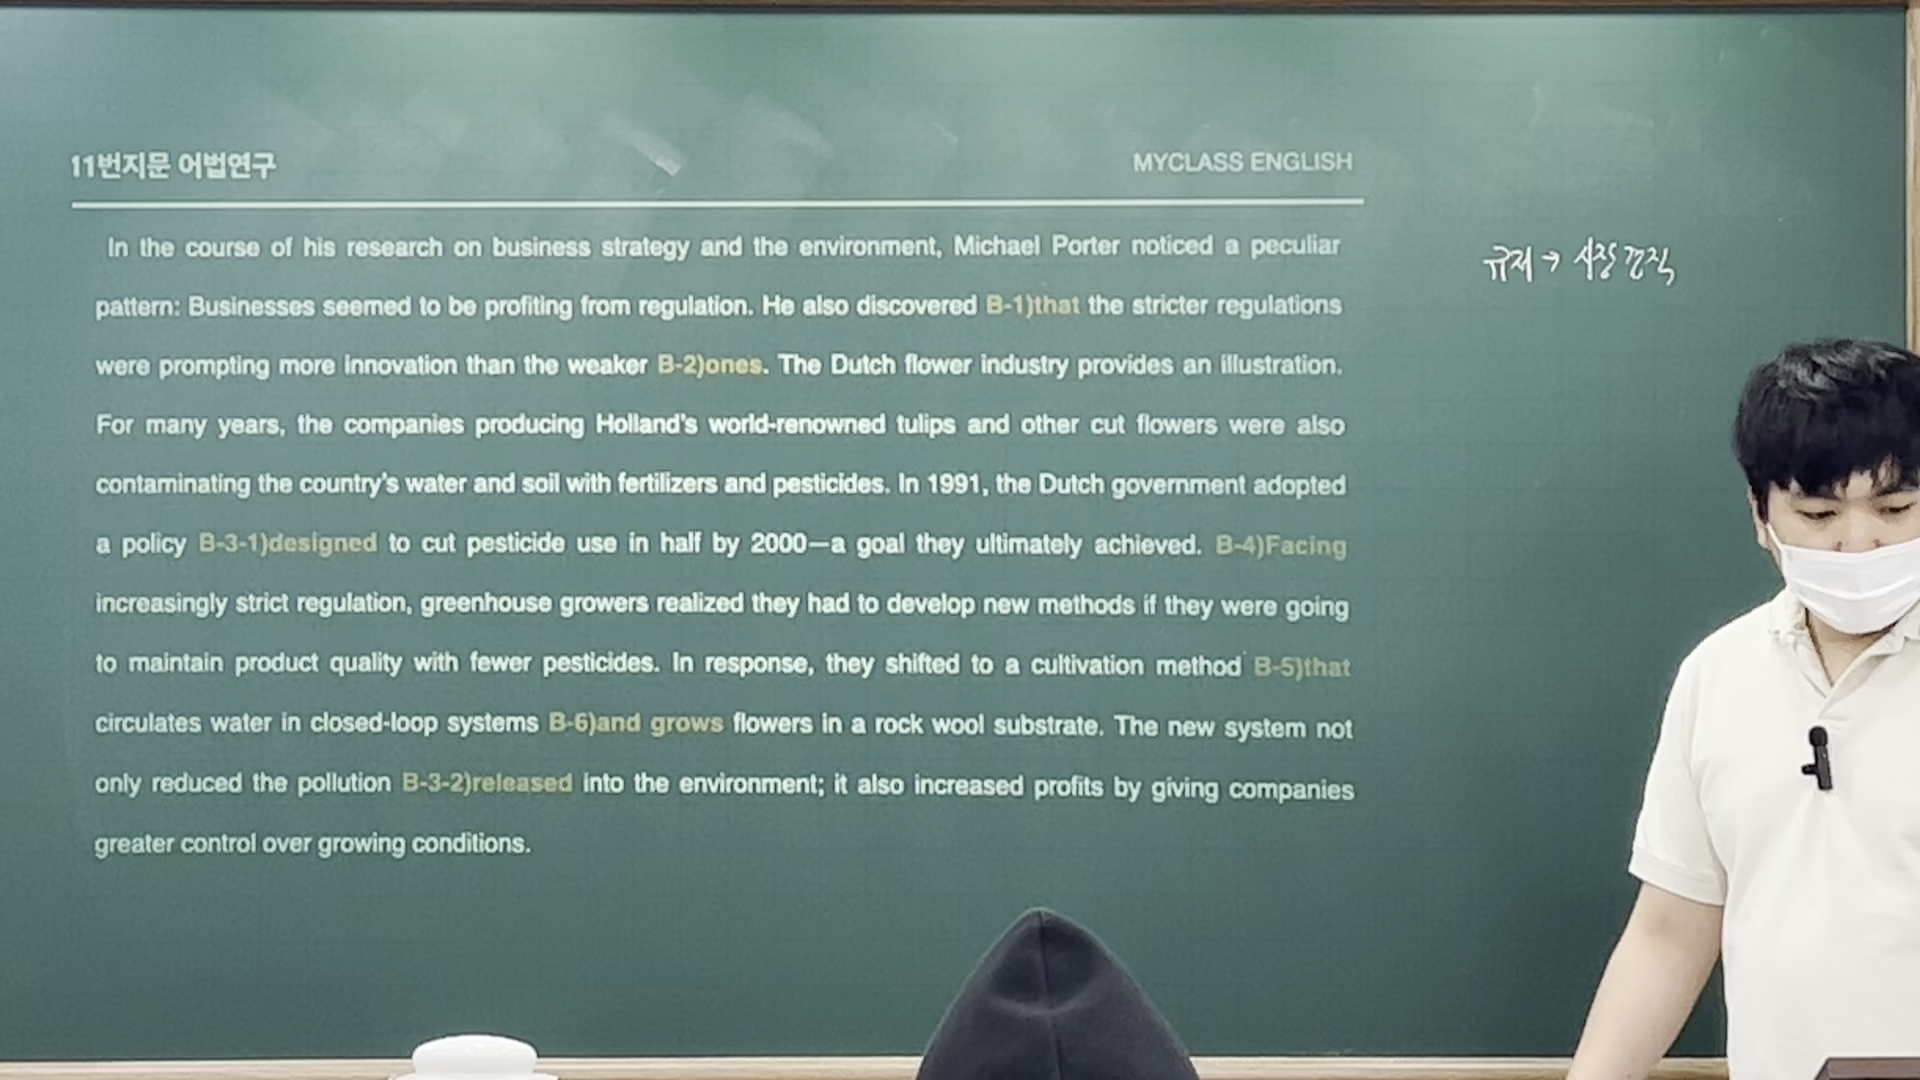 11번지문 어법연구
MYCLASS ENGLISH
In the course of his research on business strategy and the environment, Michael Porter noticed a peculiar
pattern: Businesses seemed to be profiting from regulation. He also discovered B-1)that the stricter regulations
were prompting more innovation than the weaker B-2)ones. The Dutch flower industry provides an illustration.
For many years, the companies producing Holland's world-renowned tulips and other cut flowers were also
contaminating the country's water and soil with fertilizers and pesticides. In 1991, the Dutch government adopted
a policy B-3-1)designed to cut pesticide use in half by 2000—a goal they ultimately achieved. B-4)Facing
increasingly strict regulation, greenhouse growers realized they had to develop new methods if they were going
to maintain product quality with fewer pesticides. In response, they shifted to a cultivation method B-5)that
circulates water in closed-loop systems B-6)and grows flowers in a rock wool substrate. The new system not
only reduced the pollution B-3-2)released into the environment; it also increased profits by giving companies
greater control over growing conditions.
규제 → 시장